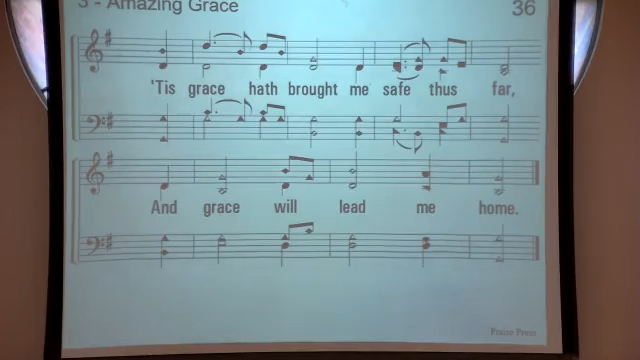 3 - Amazing Grace
36
'Tis grace hath brought me safe thus far,
And grace will lead me home.
Praise Press